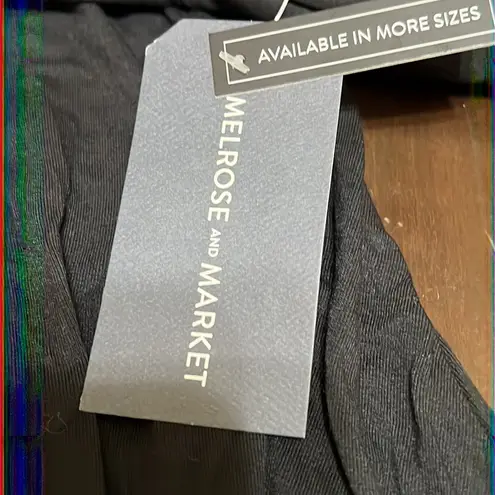 AVAILABLE IN MORE SIZES
MELROSE AND MARKET